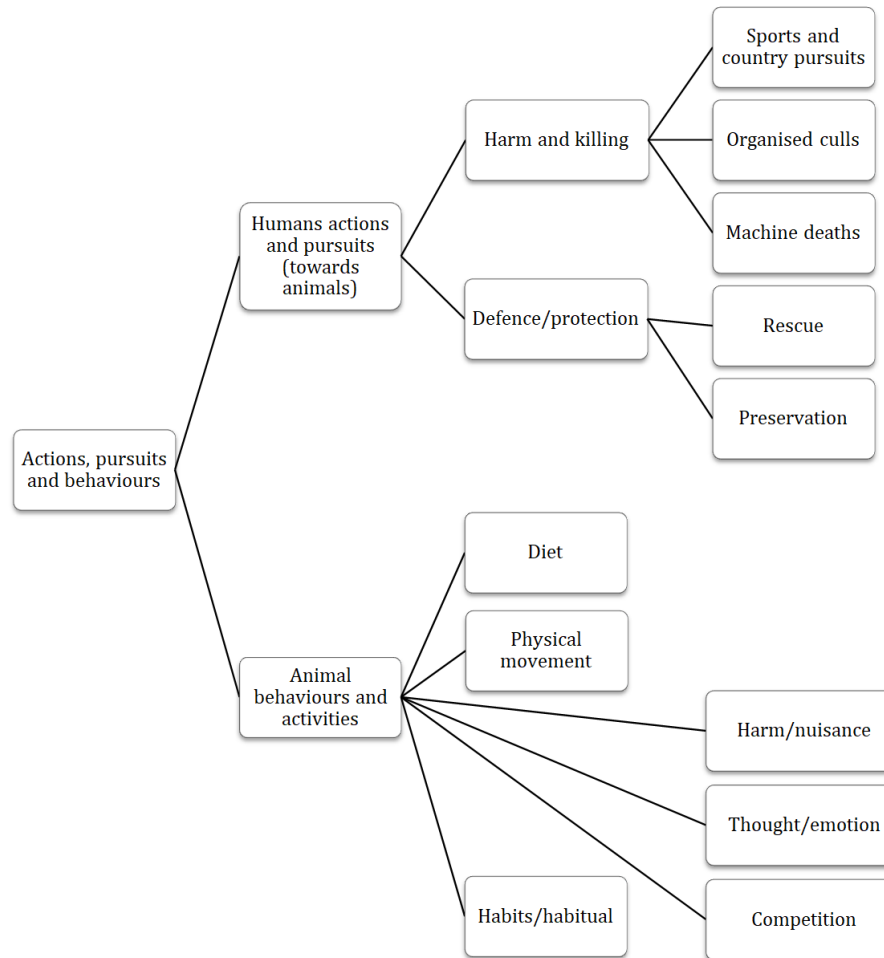 Actions, pursuits
and behaviours
Humans actions
and pursuits
(towards
animals)
Harm and killing
Sports and
country pursuits
Organised culls
Machine deaths
Defence/protection
Rescue
Preservation
Animal
behaviours and
activities
Diet
Physical
movement
Harm/nuisance
Thought/emotion
Competition
Habits/habitual